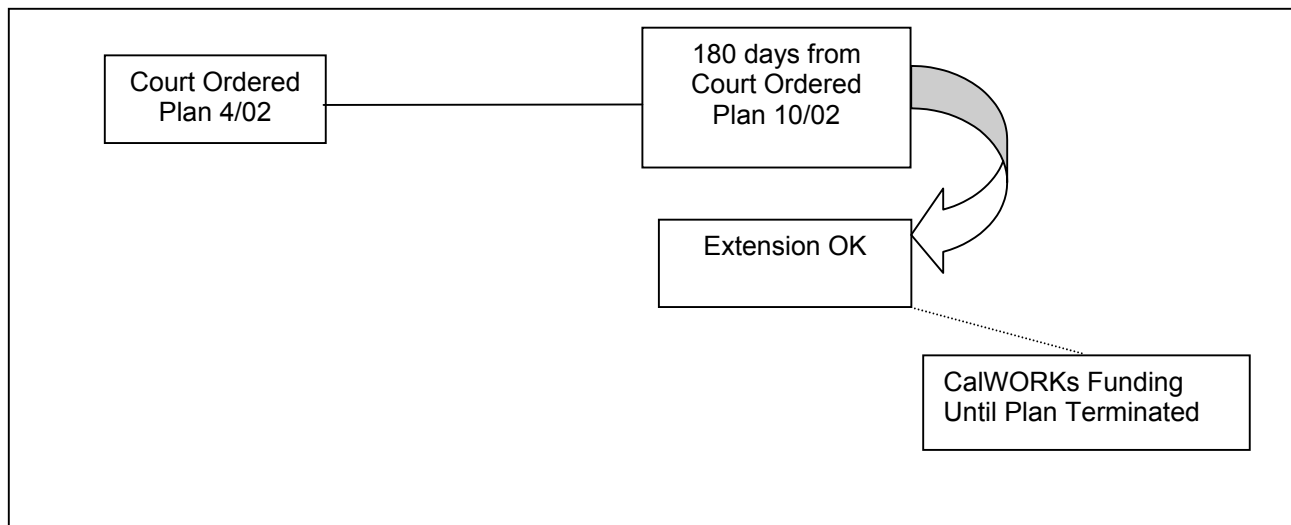 Court Ordered
Plan 4/02
180 days from
Court Ordered
Plan 10/02
Extension OK
CalWORKs Funding
Until Plan Terminated